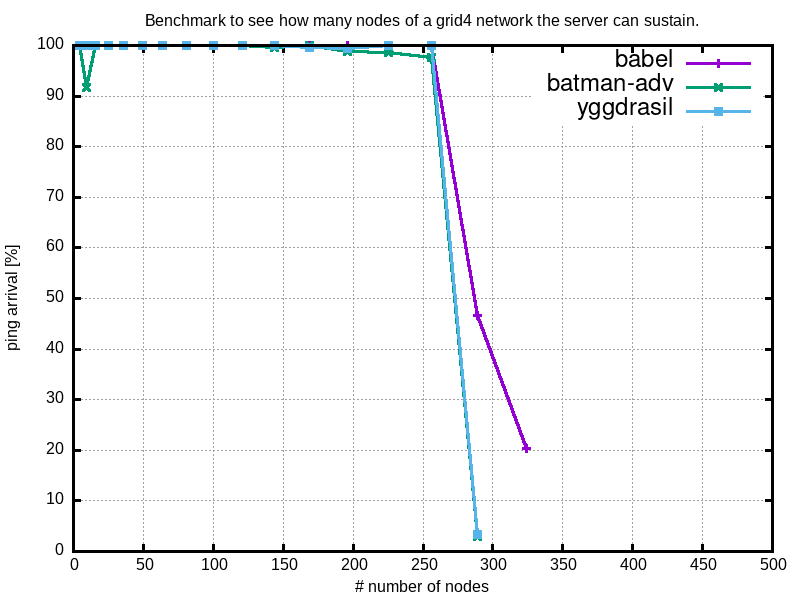 Benchmark to see how many nodes of a grid4 network the server can sustain.
100
90
80
70
60
50
40
30
20
10
0
ping arrival [%]
babel
batman-adv
yggdrasil
0 50 100 150 200 250 300 350 400 450 500
# number of nodes